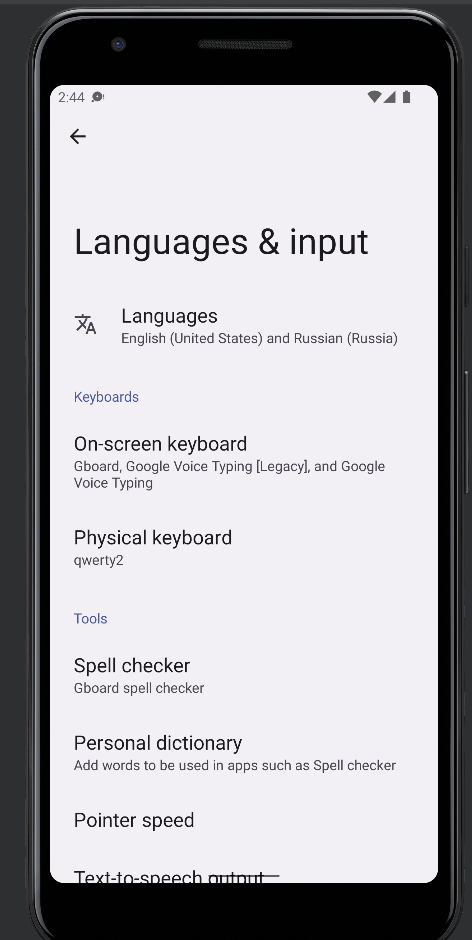 2:44
Languages & input
Languages
English (United States) and Russian (Russia)
Keyboards
On-screen keyboard
Gboard, Google Voice Typing [Legacy], and Google
Voice Typing
Physical keyboard
qwerty2
Tools
Spell checker
Gboard spell checker
Personal dictionary
Add words to be used in apps such as Spell checker
Pointer speed
Text-to-speech output